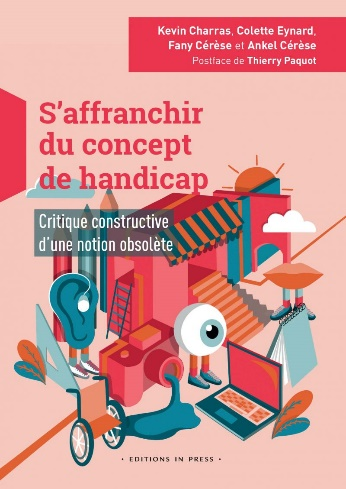 Kevin Charras, Colette Eynard,
Fany Cérèse et Ankel Cérèse
Postface de Thierry Paquot
S'affranchir
du concept
de handicap
Critique constructive
d'une notion obsolète
• EDITIONS IN PRESS •